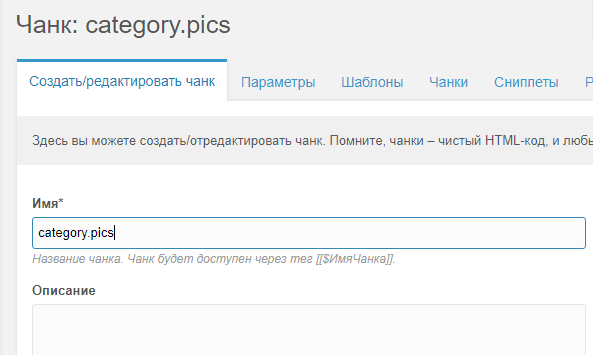 Чанк: category.pics
Создать/редактировать чанк Параметры Шаблоны Чанки Сниппеты
Здесь вы можете создать/отредактировать чанк. Помните, чанки – чистый HTML-код, и
Имя*
category.pics
Название чанка. Чанк будет доступен через тег [[$ИмяЧанка]].
Описание